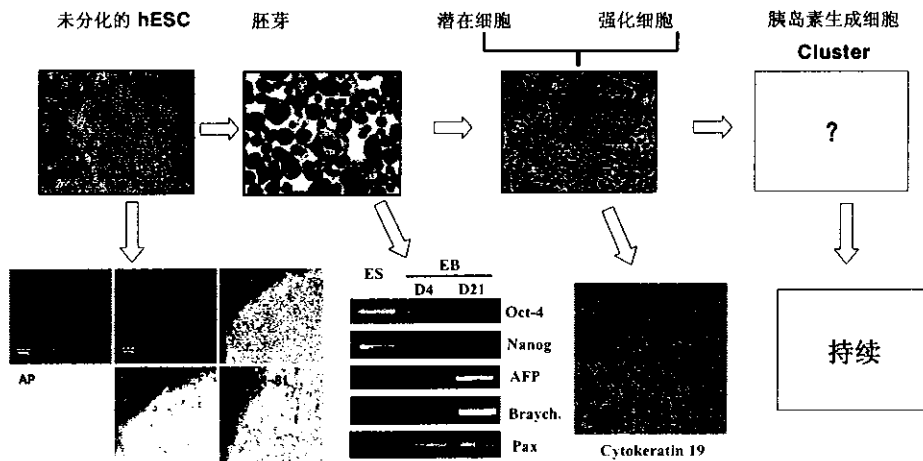 未分化的 hESC
胚芽
潜在细胞
强化细胞
胰岛素生成细胞
Cluster
?
ES
EB
D4
D21
Oct-4
Nanog
AFP
Braych.
Pax
AP
-81
Cytokeratin 19
持续